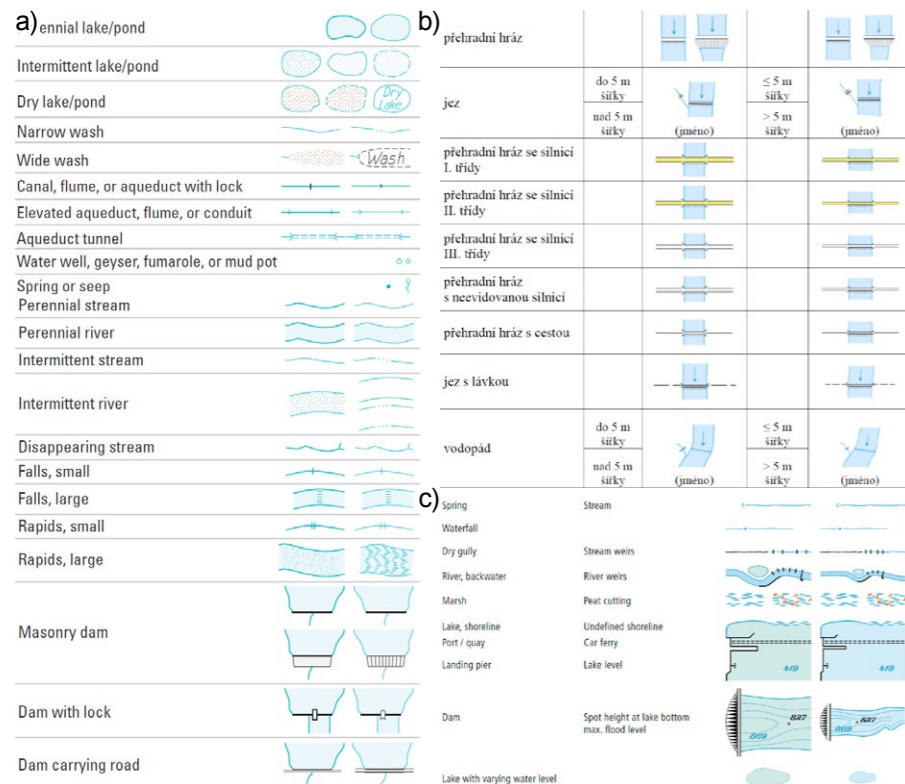 a)
ennial lake/pond
Intermittent lake/pond
Dry lake/pond
Dry
Lake
Narrow wash
Wide wash
Wash
Canal, flume, or aqueduct with lock
Elevated aqueduct, flume, or conduit
Aqueduct tunnel
Water well, geyser, fumarole, or mud pot
Spring or seep
Perennial stream
Perennial river
Intermittent stream
Intermittent river
Disappearing stream
Falls, small
Falls, large
Rapids, small
Rapids, large
Masonry dam
Dam with lock
Dam carrying road
b)
přehradní hráz
jez
do 5 m
šířky
nad 5 m
šířky
(jméno)
≤ 5 m
šířky
> 5 m
šířky
(jméno)
přehradní hráz se silnicí
I. třídy
přehradní hráz se silnicí
II. třídy
přehradní hráz se silnicí
III. třídy
přehradní hráz
s neevidovanou silnicí
přehradní hráz s cestou
jez s lávkou
vodopád
do 5 m
šířky
nad 5 m
šířky
(jméno)
≤ 5 m
šířky
> 5 m
šířky
(jméno)
c)
Spring Stream
Waterfall
Dry gully Stream weirs
River, backwater River weirs
Marsh Peat cutting
Lake, shoreline Undefined shoreline
Port / quay Car ferry
Landing pier Lake level
419 419
Dam Spot height at lake bottom
max. flood level
827 827
869 869
Lake with varying water level